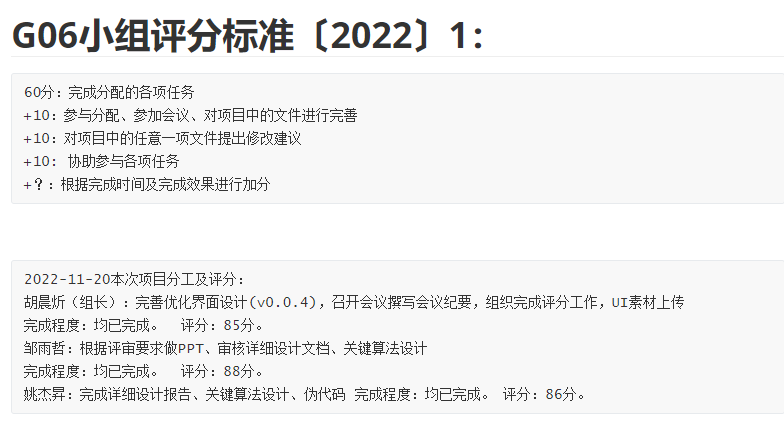 G06小组评分标准〔2022〕1：
60分：完成分配的各项任务
+10：参与分配、参加会议、对项目中的文件进行完善
+10：对项目中的任意一项文件提出修改建议
+10: 协助参与各项任务
+？：根据完成时间及完成效果进行加分
2022-11-20本次项目分工及评分：
胡晨炘（组长）：完善优化界面设计(v0.0.4)，召开会议撰写会议纪要，组织完成评分工作，UI素材上传
完成程度：均已完成。 评分：85分。
邹雨哲：根据评审要求做PPT、审核详细设计文档、关键算法设计
完成程度：均已完成。 评分：88分。
姚杰昇：完成详细设计报告、关键算法设计、伪代码 完成程度：均已完成。 评分：86分。